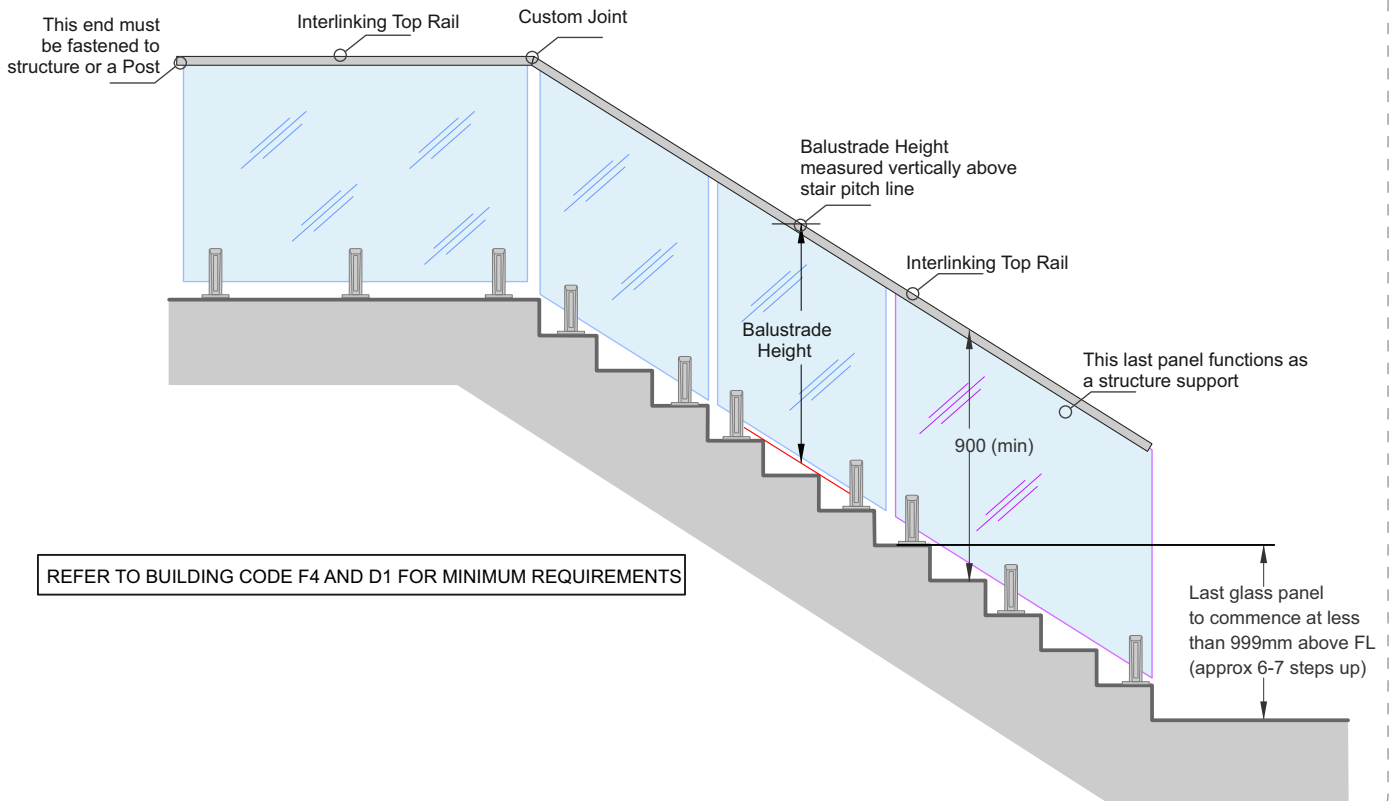 This end must
be fastened to
structure or a Post
Interlinking Top Rail
Custom Joint
Balustrade Height
measured vertically above
stair pitch line
Interlinking Top Rail
Balustrade
Height
This last panel functions as
a structure support
900 (min)
REFER TO BUILDING CODE F4 AND D1 FOR MINIMUM REQUIREMENTS
Last glass panel
to commence at less
than 999mm above FL
(approx 6-7 steps up)